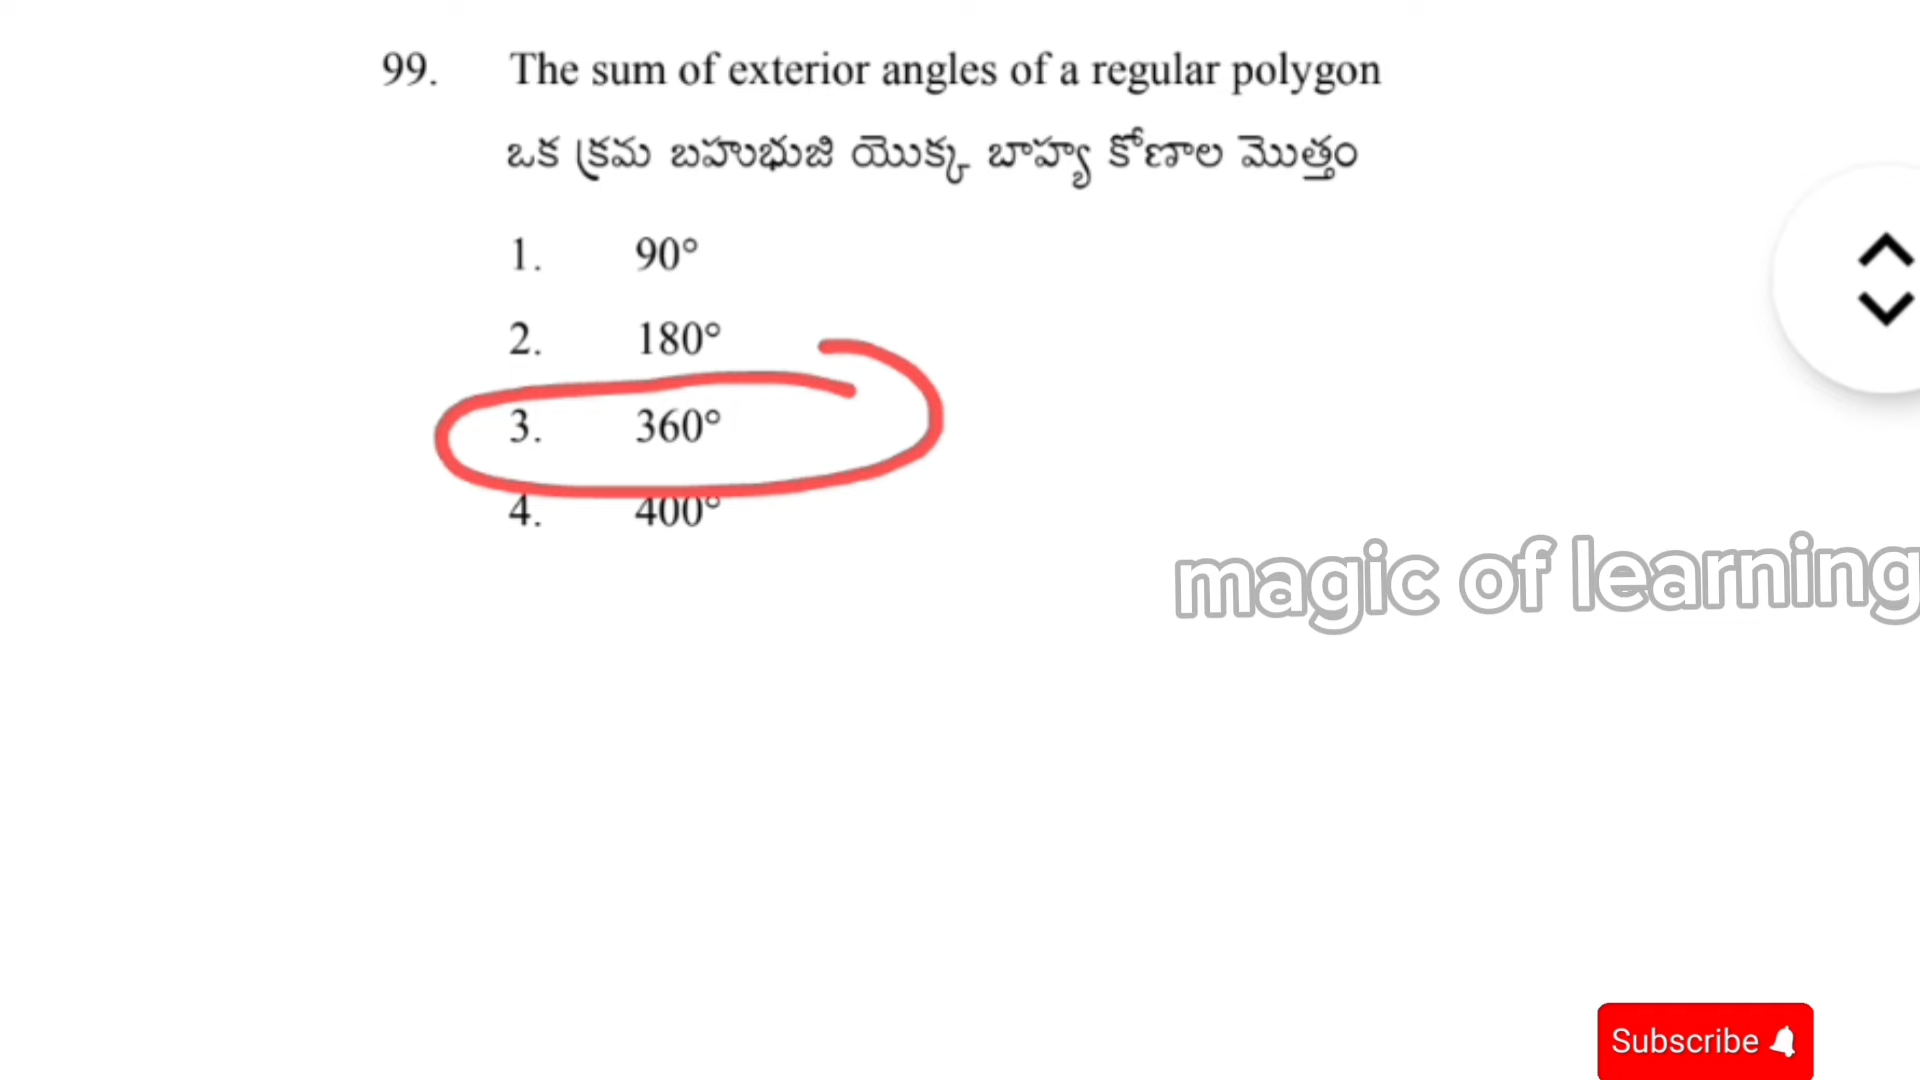 99. The sum of exterior angles of a regular polygon
ఒక క్రమ బహుభుజి యొక్క బాహ్య కోణాల మొత్తం
1. 90°
2. 180°
3. 360°
4. 400°
magic of learning
Subscribe